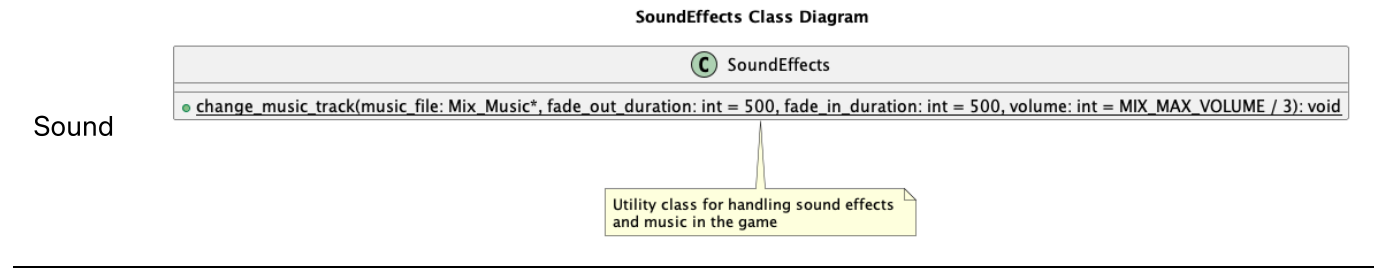 SoundEffects Class Diagram
C SoundEffects
change_music_track(music_file: Mix_Music*, fade_out_duration: int = 500, fade_in_duration: int = 500, volume: int = MIX_MAX_VOLUME / 3): void
Sound
Utility class for handling sound effects
and music in the game